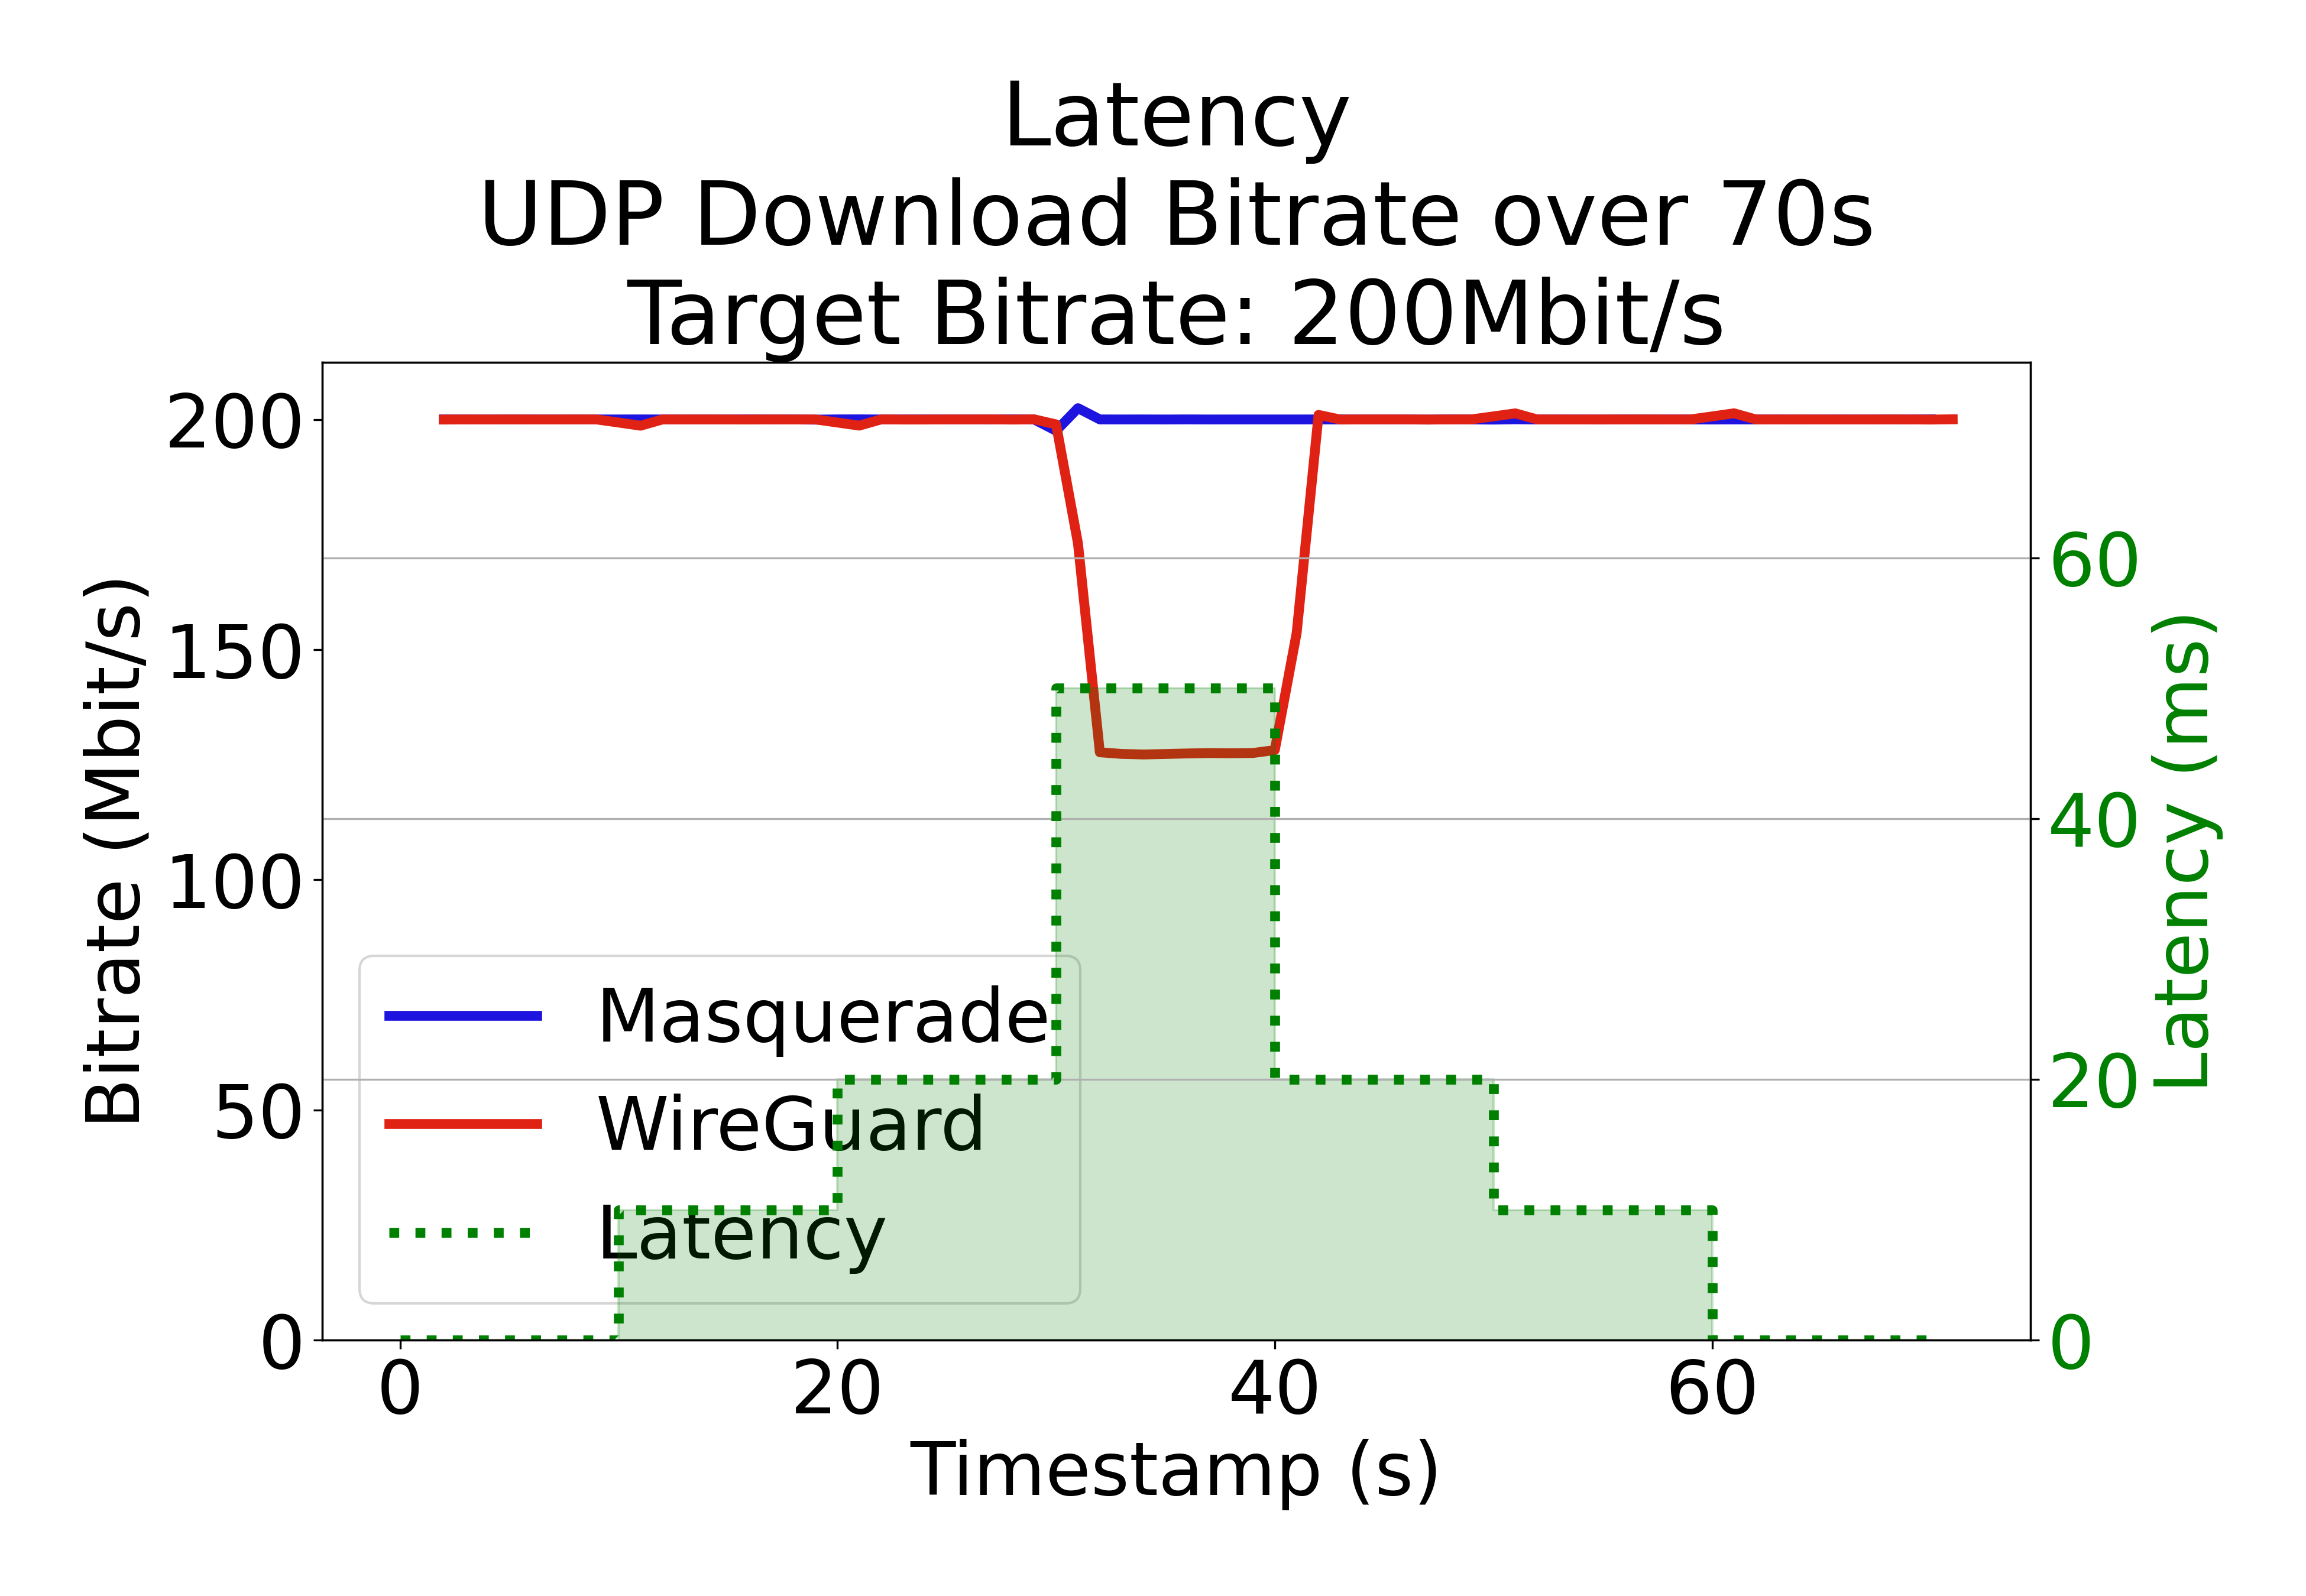 Latency
UDP Download Bitrate over 70s
Target Bitrate: 200Mbit/s
Bitrate (Mbit/s)
200
150
100
50
0
Masquerade
WireGuard
Latency
60
40
20
0
Latency (ms)
0 20 40 60
Timestamp (s)